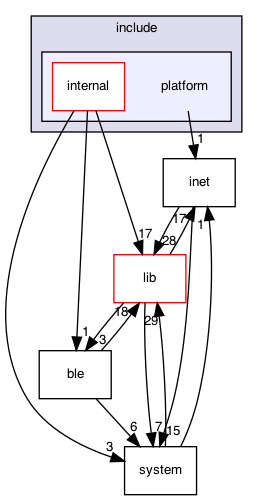 include
internal
platform
1
inet
17
1
17
28
lib
18
29
1
3
ble
6
7
15
3
system